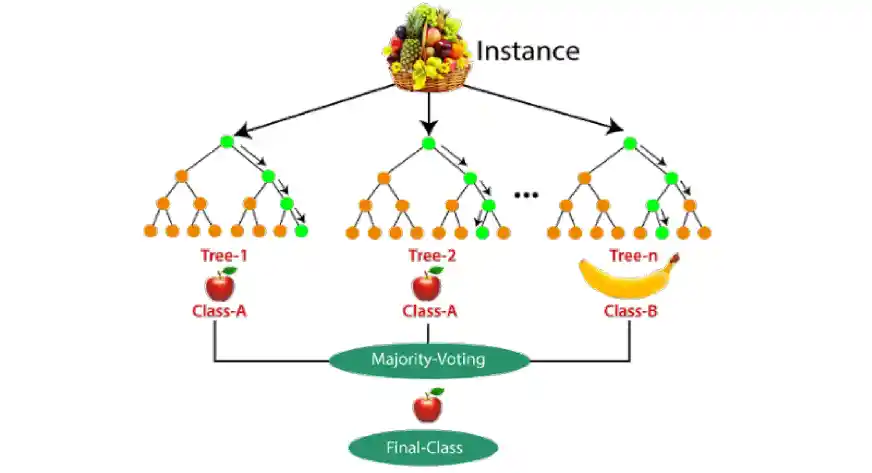 Instance
...
Tree-1
Tree-2
Tree-n
Class-A
Class-A
Class-B
Majority-Voting
Final-Class